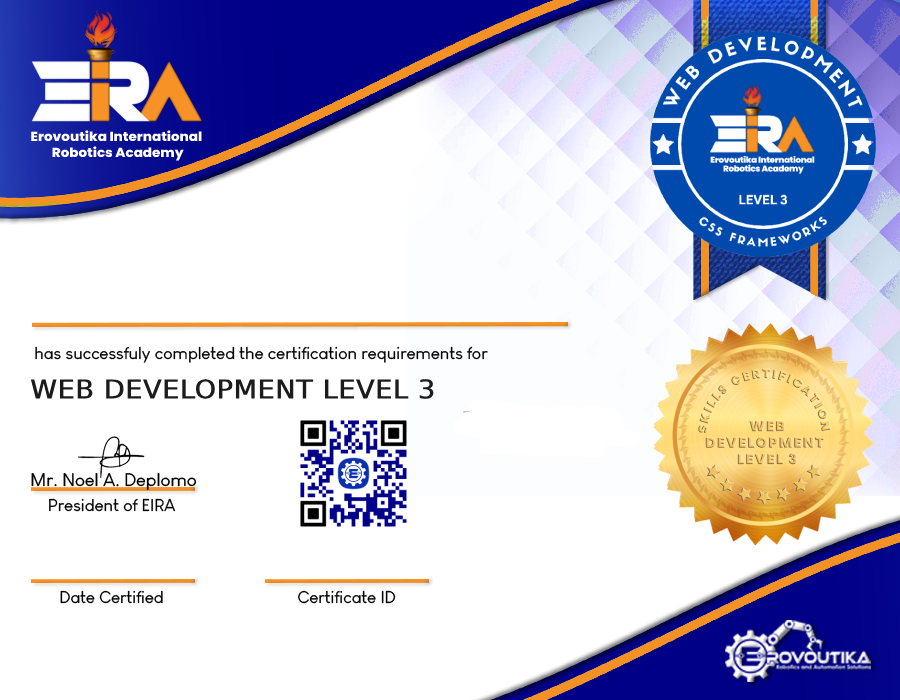 EIRA
Erovoutika International
Robotics Academy
WEB DEVELOPMENT
EIRA
Erovoutika International
Robotics Academy
LEVEL 3
CSS FRAMEWORKS
has successfuly completed the certification requirements for
WEB DEVELOPMENT LEVEL 3
SKILLS CERTIFICATION
WEB
DEVELOPMENT
LEVEL 3
Mr. Noel A. Deplomo
President of EIRA
Date Certified
Certificate ID
EROVOUTIKA
Robotics and Automation Solutions